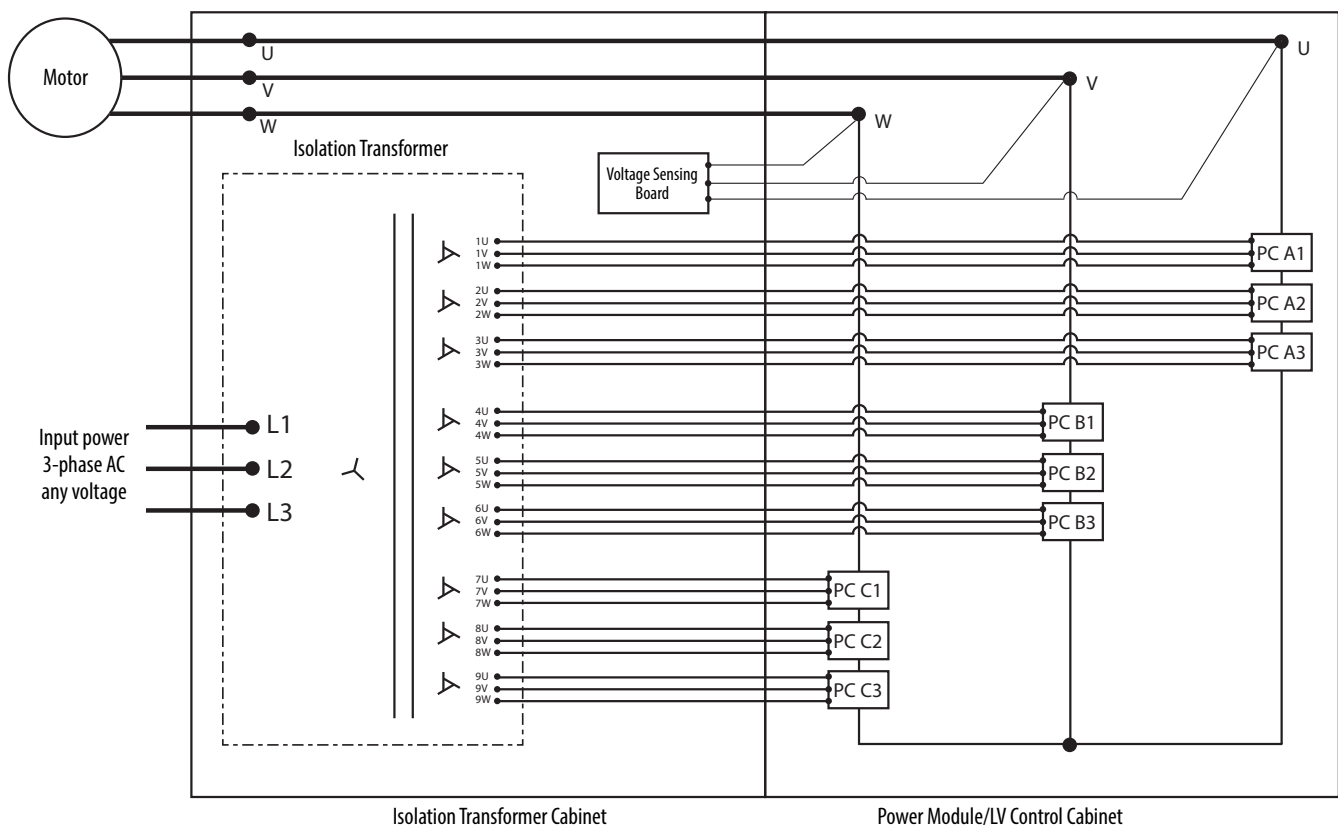 Motor
U
V
W
U
V
W
Isolation Transformer
Voltage Sensing
Board
1U
1V
1W
PC A1
2U
2V
2W
PC A2
3U
3V
3W
PC A3
4U
4V
4W
PC B1
5U
5V
5W
PC B2
6U
6V
6W
PC B3
7U
7V
7W
PC C1
8U
8V
8W
PC C2
9U
9V
9W
PC C3
Input power
3-phase AC
any voltage
L1
L2
L3
Isolation Transformer Cabinet
Power Module/LV Control Cabinet